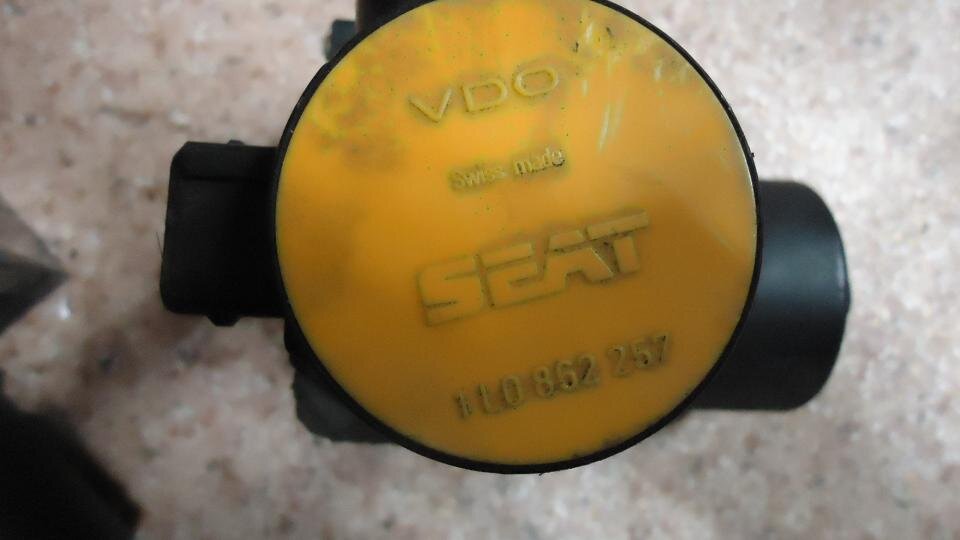 VDO
Swiss made
SEAT
1L0 862 257